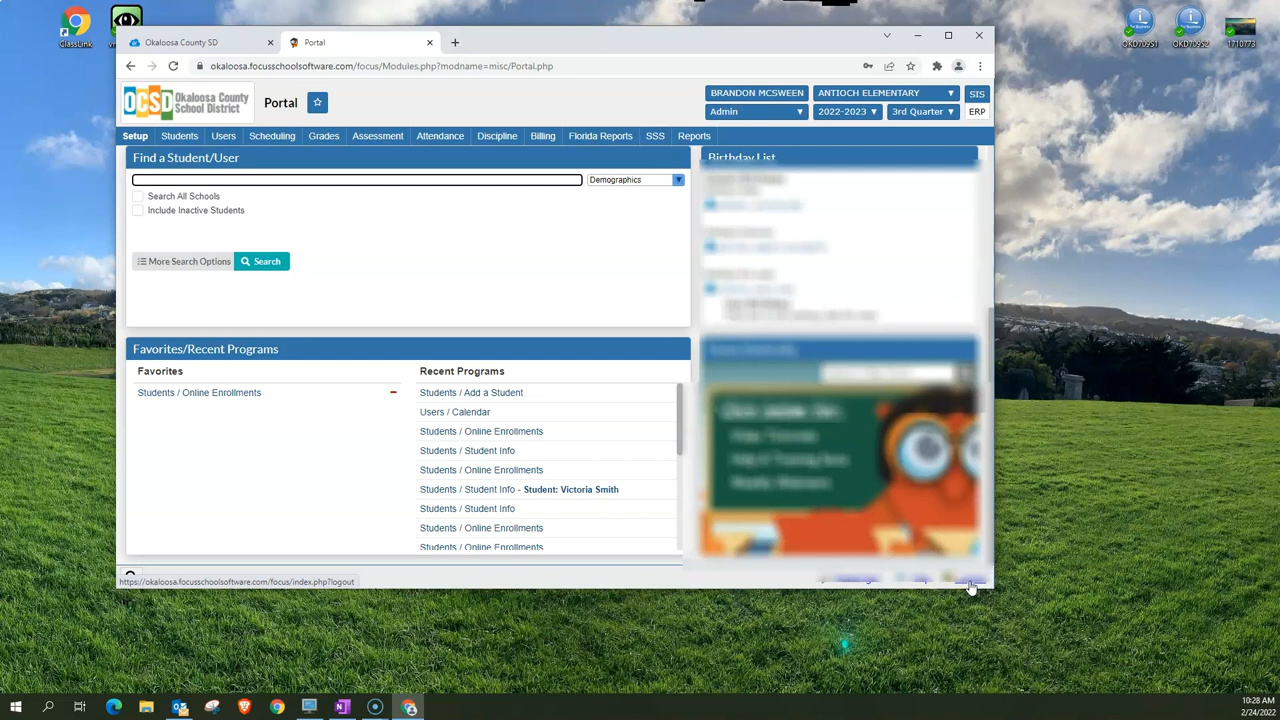 ClassLink
OKD709S1
OKD709S2
1710773
Okaloosa County SD
Portal
okaloosa.focusschoolsoftware.com/focus/Modules.php?modname=misc/Portal.php
OCSD Okaloosa County School District
Portal
BRANDON MCSWEEN
ANTIOCH ELEMENTARY
SIS
Admin
2022-2023
3rd Quarter
ERP
Setup Students Users Scheduling Grades Assessment Attendance Discipline Billing Florida Reports SSS Reports
Find a Student/User
Demographics
Search All Schools
Include Inactive Students
More Search Options
Search
Birthday List
Favorites/Recent Programs
Favorites
Students / Online Enrollments
Recent Programs
Students / Add a Student
Users / Calendar
Students / Online Enrollments
Students / Student Info
Students / Online Enrollments
Students / Student Info - Student: Victoria Smith
Students / Student Info
Students / Online Enrollments
Students / Online Enrollments
https://okaloosa.focusschoolsoftware.com/focus/index.php?logout
10:28 AM
2/24/2022